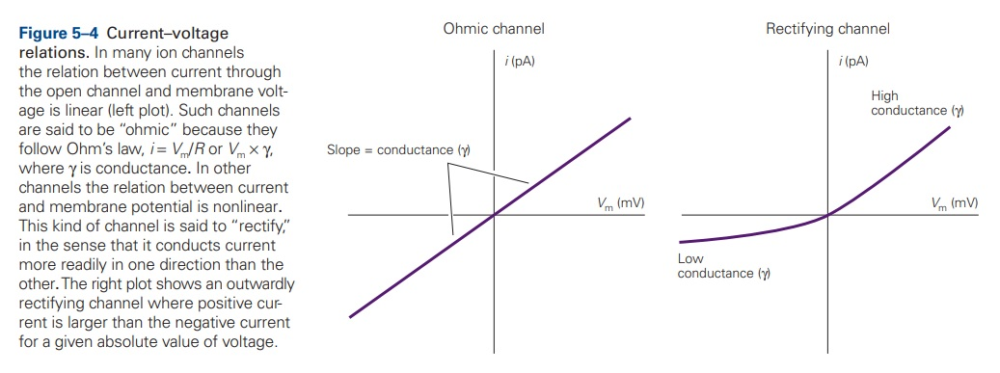 Figure 5–4 Current–voltage
relations. In many ion channels
the relation between current through
the open channel and membrane volt-
age is linear (left plot). Such channels
are said to be “ohmic” because they
follow Ohm’s law, i = Vm/R or Vm × γ,
where γ is conductance. In other
channels the relation between current
and membrane potential is nonlinear.
This kind of channel is said to “rectify,”
in the sense that it conducts current
more readily in one direction than the
other. The right plot shows an outwardly
rectifying channel where positive cur-
rent is larger than the negative current
for a given absolute value of voltage.
Ohmic channel
i (pA)
Slope = conductance (γ)
Vm (mV)
Rectifying channel
i (pA)
High
conductance (γ)
Vm (mV)
Low
conductance (γ)